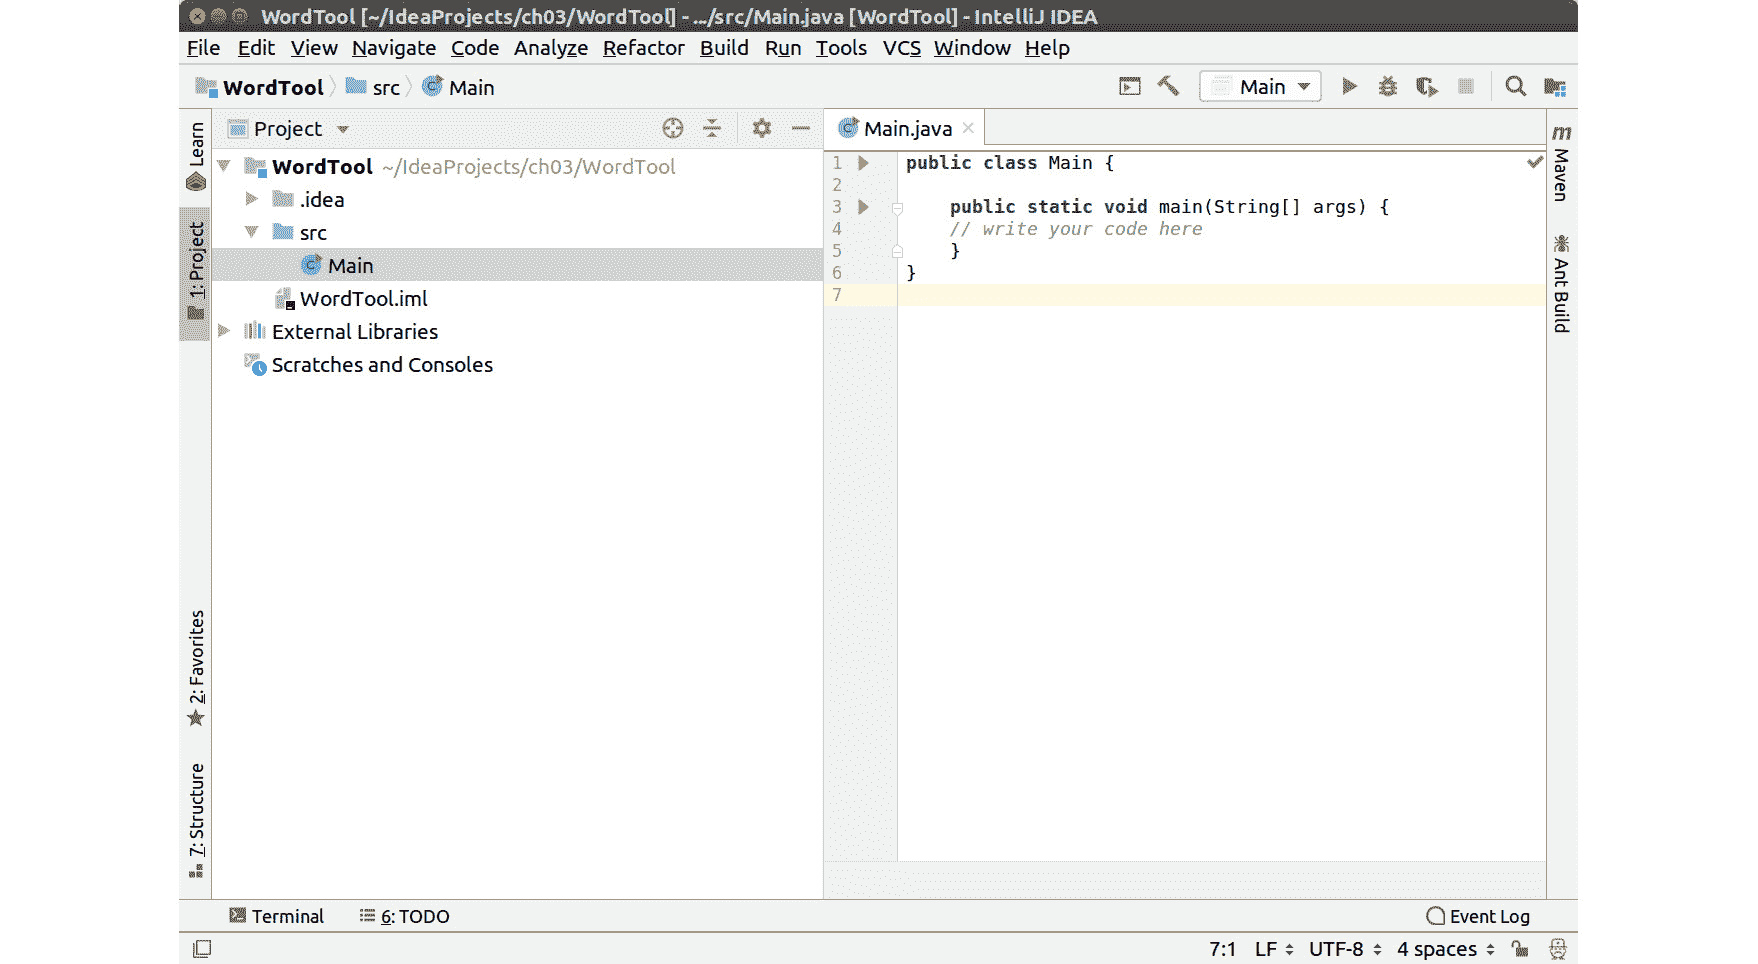 WordTool [~/IdeaProjects/ch03/WordTool] - .../src/Main.java [WordTool] - IntelliJ IDEA
File Edit View Navigate Code Analyze Refactor Build Run Tools VCS Window Help
WordTool src Main
Main
Learn
1: Project
2: Favorites
7: Structure
Project
WordTool ~/IdeaProjects/ch03/WordTool
.idea
src
Main
WordTool.iml
External Libraries
Scratches and Consoles
Main.java
1 public class Main {
2
3 public static void main(String[] args) {
4 // write your code here
5 }
6 }
7
m Maven
Ant Build
Terminal 6: TODO Event Log
7:1 LF UTF-8 4 spaces